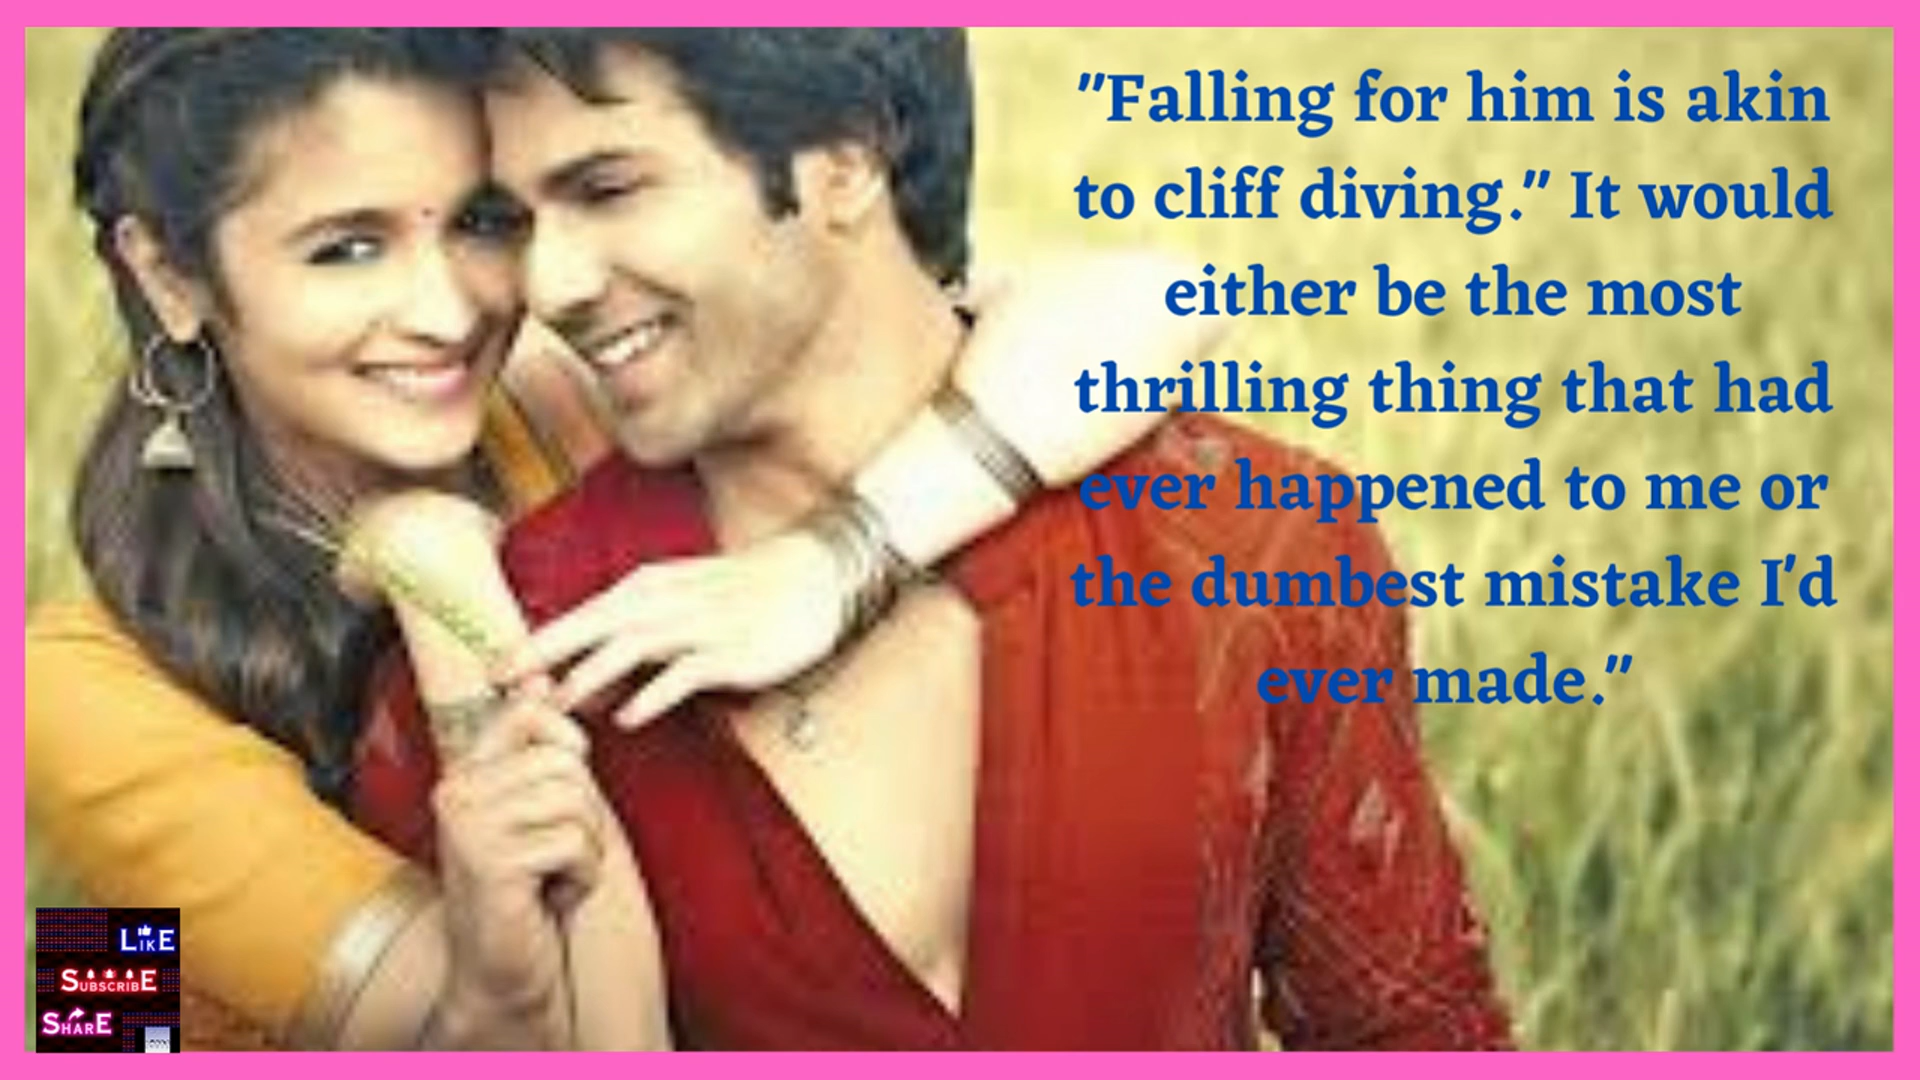 "Falling for him is akin
to cliff diving." It would
either be the most
thrilling thing that had
ever happened to me or
the dumbest mistake I'd
ever made."
LIKE
SUBSCRIBE
SHARE